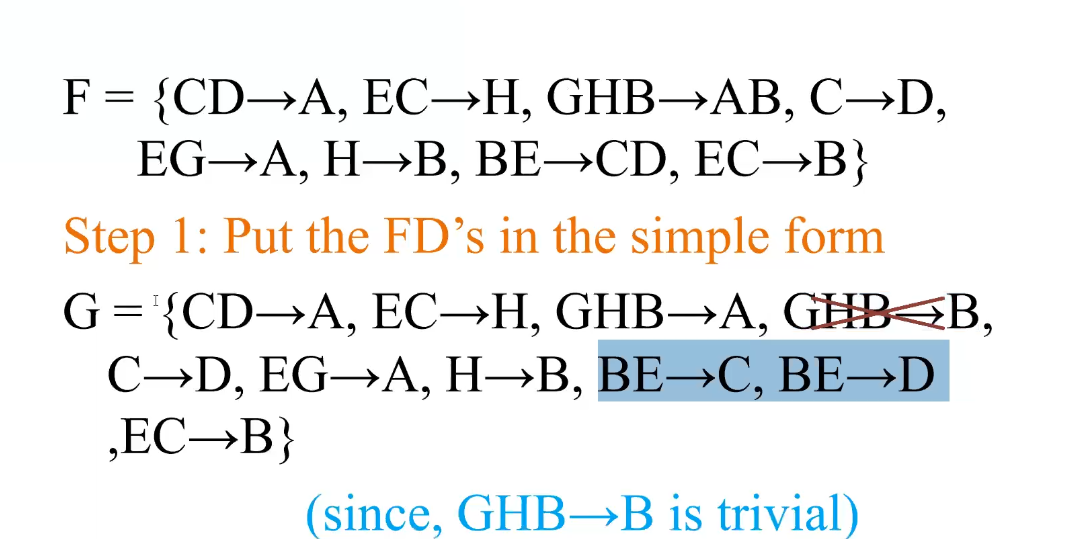 F = {CD→A, EC→H, GHB→AB, C→D,
EG→A, H→B, BE→CD, EC→B}
Step 1: Put the FD’s in the simple form
G = {CD→A, EC→H, GHB→A, GHB→B,
C→D, EG→A, H→B, BE→C, BE→D
,EC→B}
(since, GHB→B is trivial)